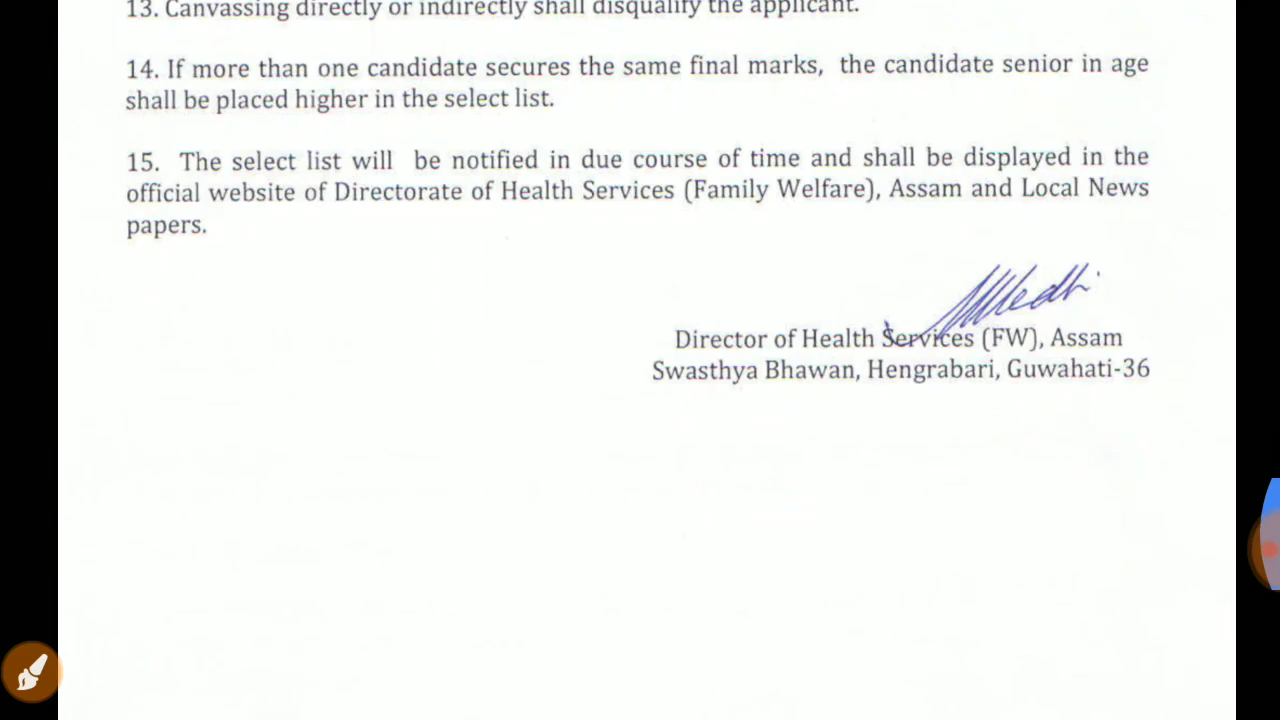 13. Canvassing directly or indirectly shall disqualify the applicant.
14. If more than one candidate secures the same final marks, the candidate senior in age
shall be placed higher in the select list.
15. The select list will be notified in due course of time and shall be displayed in the
official website of Directorate of Health Services (Family Welfare), Assam and Local News
papers.
Director of Health Services (FW), Assam
Swasthya Bhawan, Hengrabari, Guwahati-36